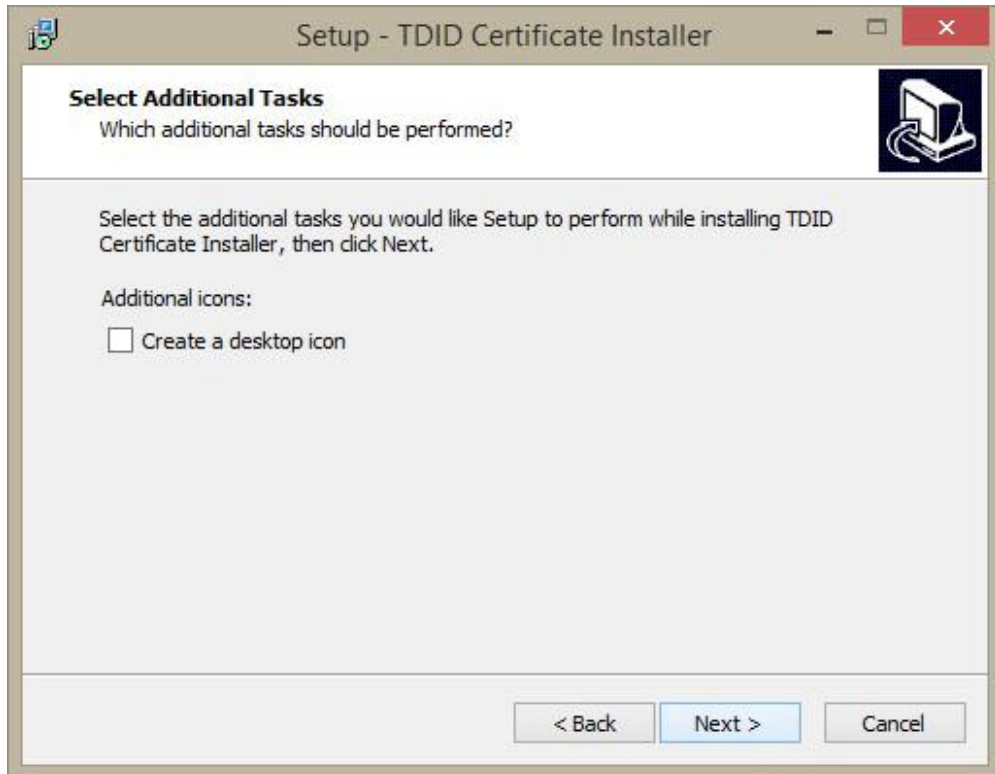 Setup - TDID Certificate Installer
Select Additional Tasks
Which additional tasks should be performed?
Select the additional tasks you would like Setup to perform while installing TDID
Certificate Installer, then click Next.
Additional icons:
Create a desktop icon
< Back Next > Cancel